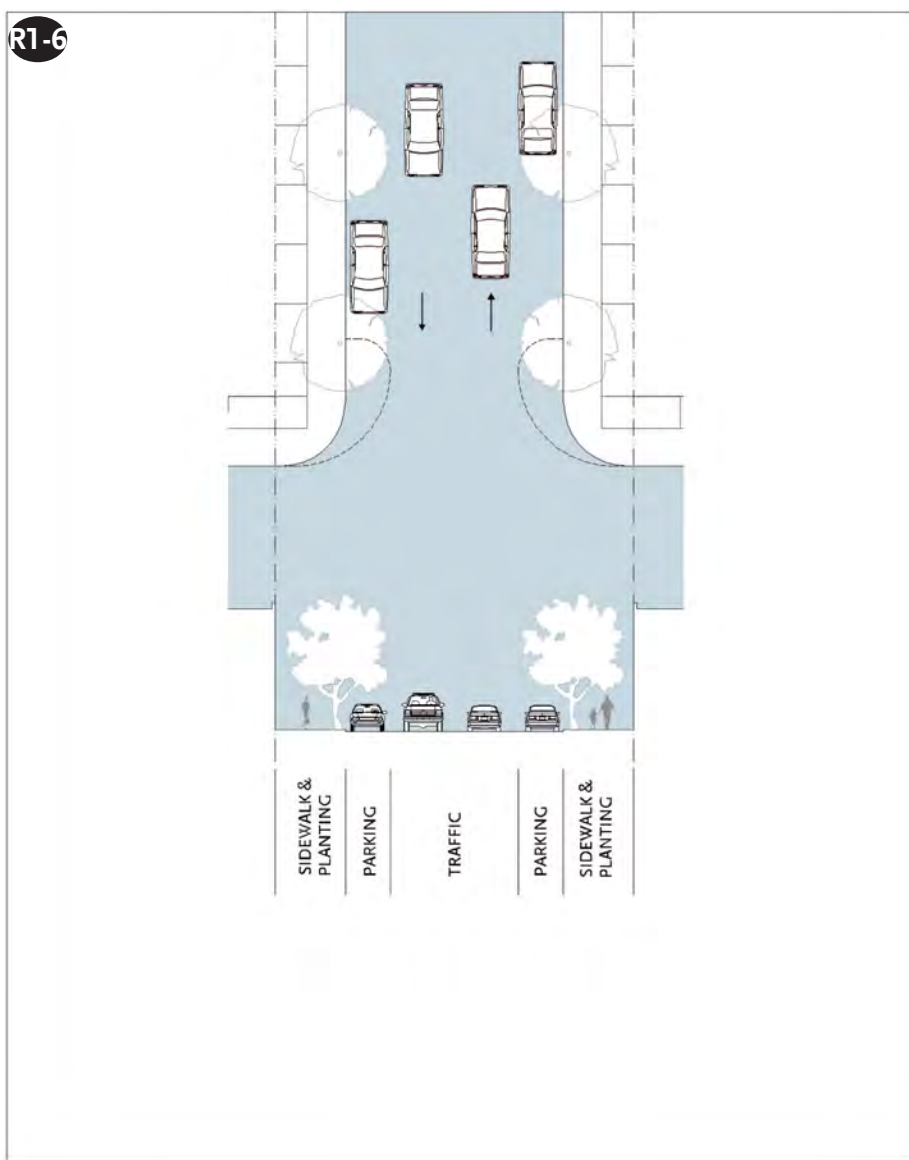 R1-6
SIDEWALK &
PLANTING
PARKING
TRAFFIC
PARKING
SIDEWALK &
PLANTING